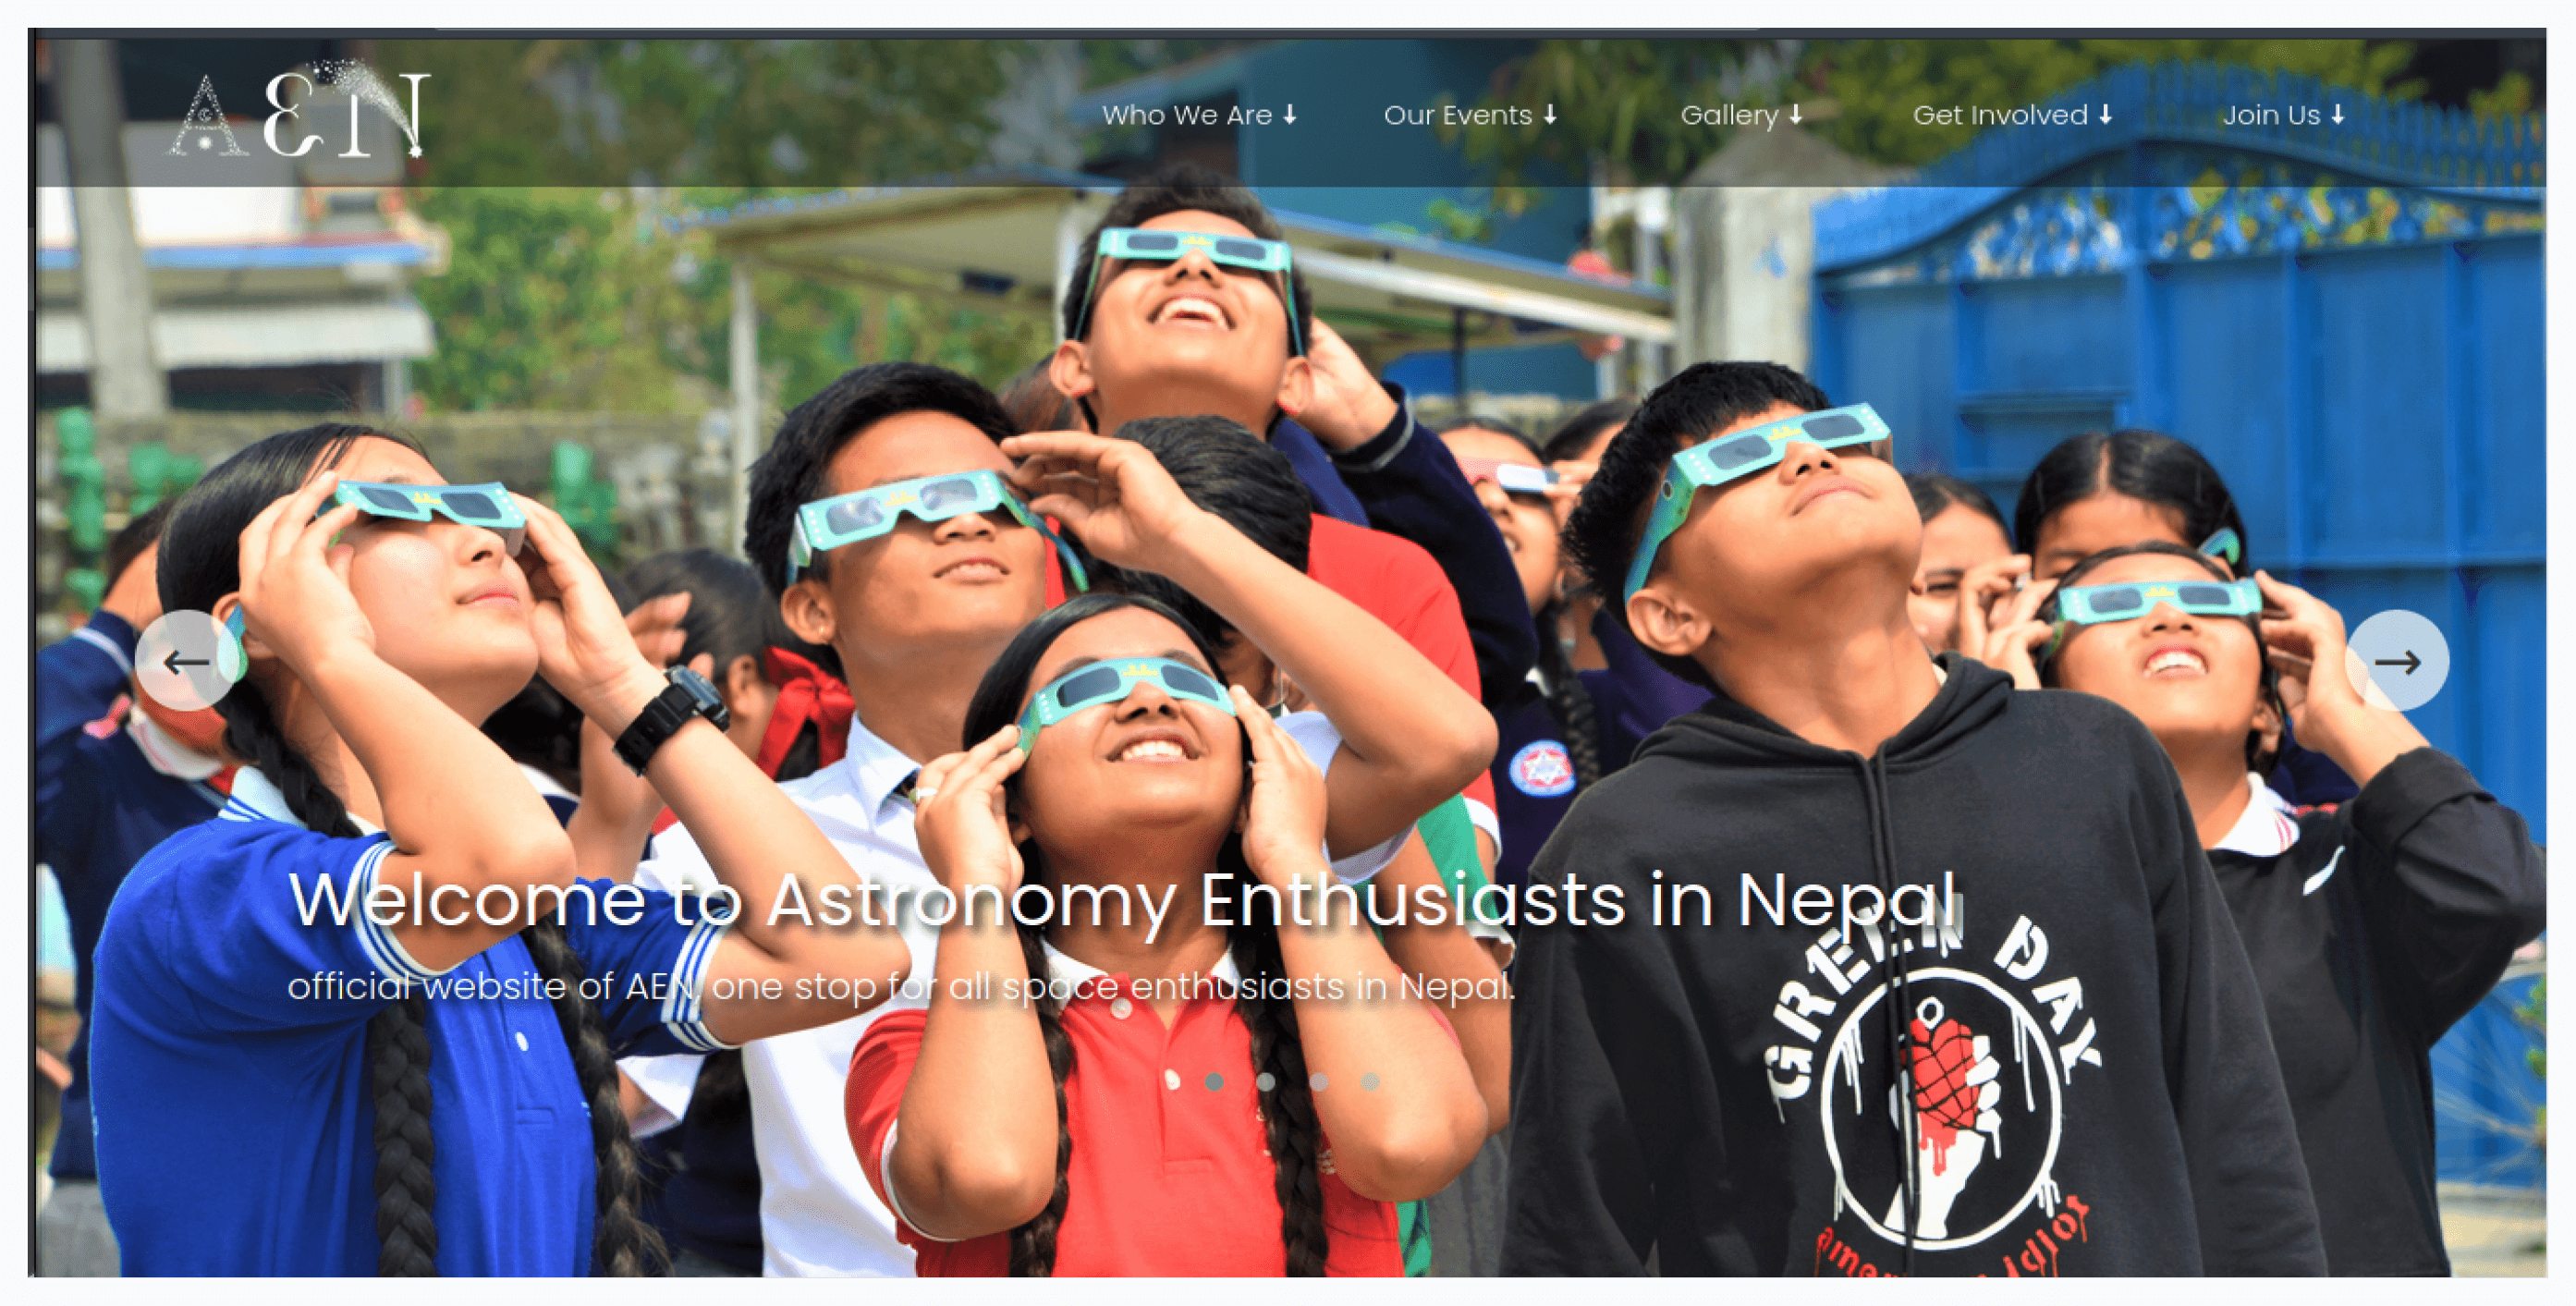 AEN
Who We Are ⬇ Our Events ⬇ Gallery ⬇ Get Involved ⬇ Join Us ⬇
Welcome to Astronomy Enthusiasts in Nepal
official website of AEN, one stop for all space enthusiasts in Nepal.
GREEN DAY
Idiot